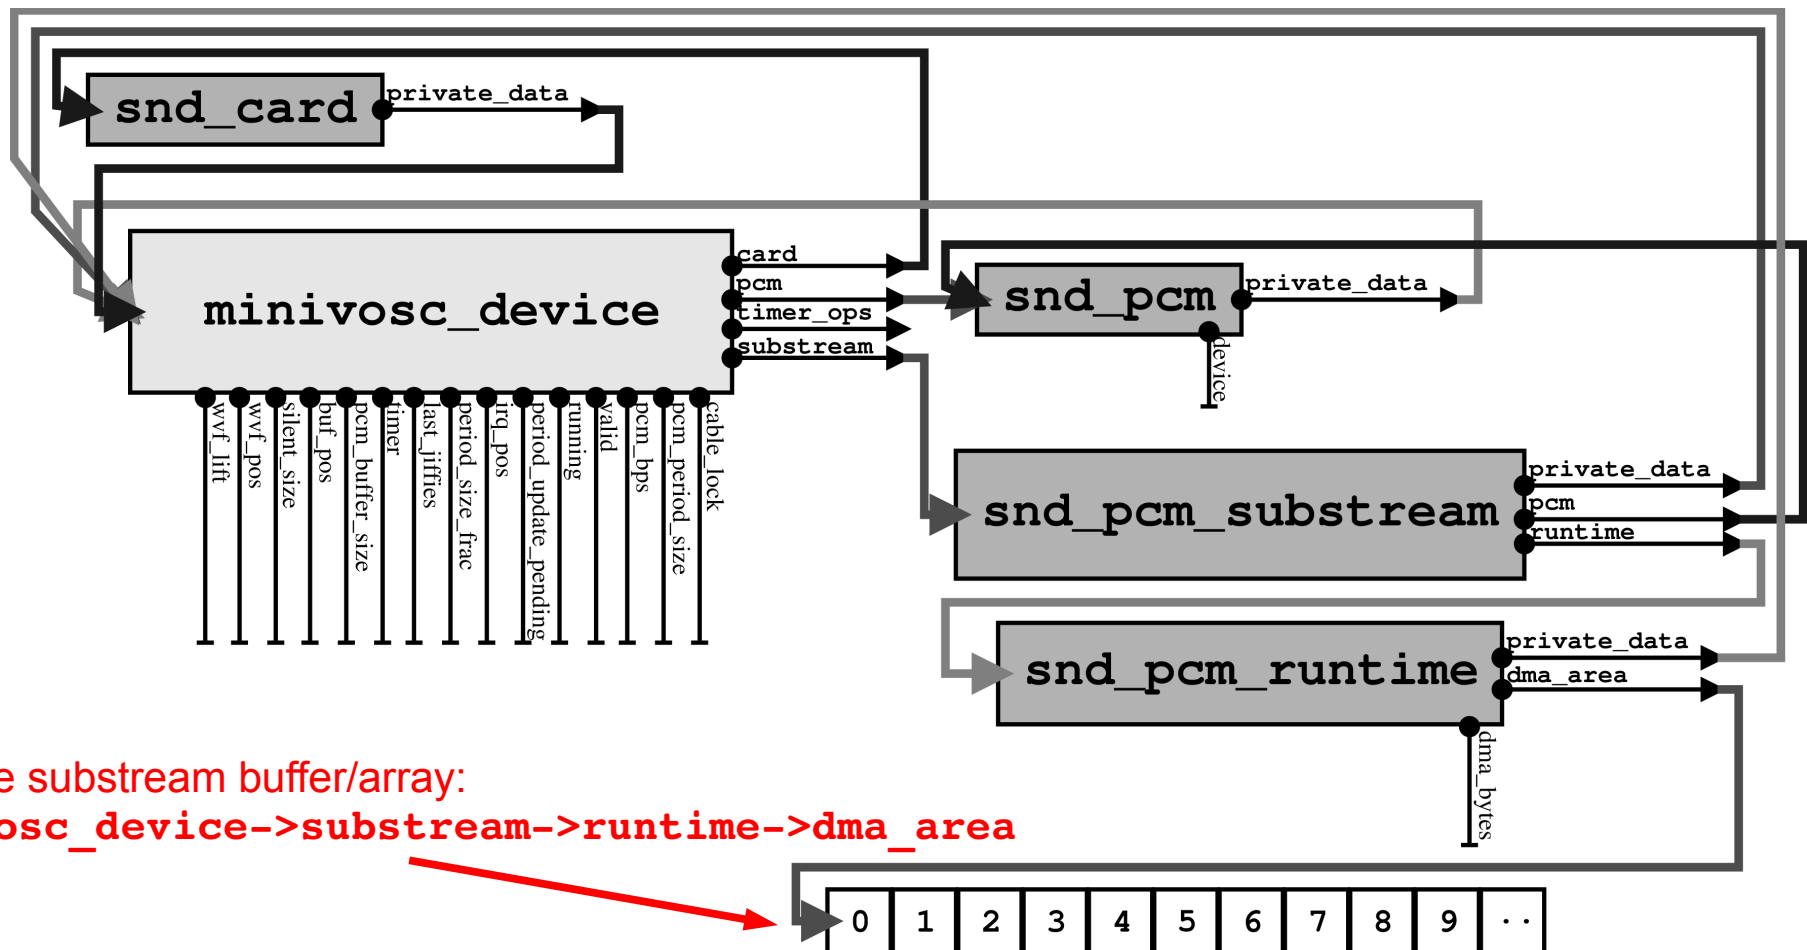 snd_card
private_data
minivosc_device
card
pcm
timer_ops
substream
wvf_lift
wvf_pos
silent_size
buf_pos
pcm_buffer_size
timer
last_jiffies
period_size_frac
irq_pos
period_update_pending
running
valid
pcm_bps
pcm_period_size
cable_lock
snd_pcm
private_data
device
snd_pcm_substream
private_data
pcm
runtime
snd_pcm_runtime
private_data
dma_area
dma_bytes
e substream buffer/array:
osc_device->substream->runtime->dma_area
0 1 2 3 4 5 6 7 8 9 ..